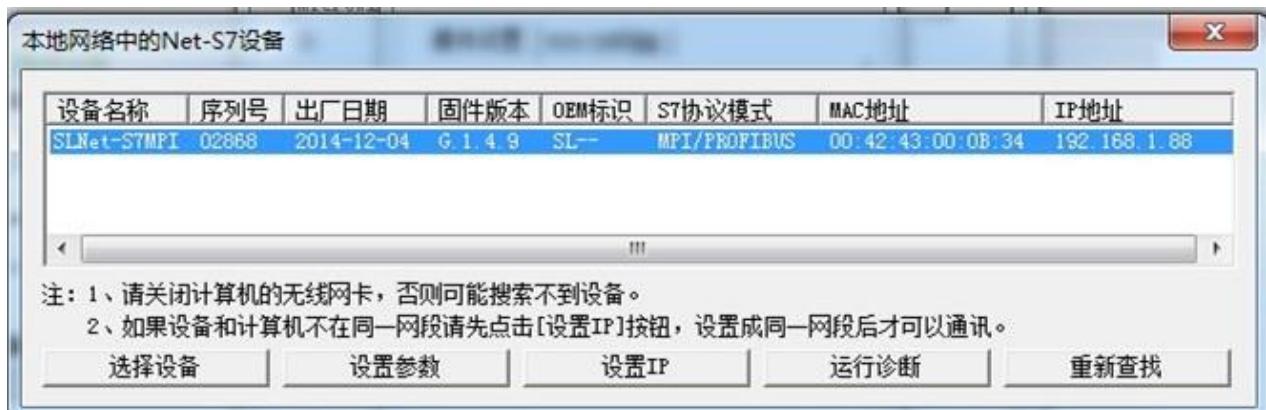 本地网络中的Net-S7设备
设备名称 序列号 出厂日期 固件版本 OEM标识 S7协议模式 MAC地址 IP地址
SLNet-S7MPI 02868 2014-12-04 G.1.4.9 SL-- MPI/PROFIBUS 00:42:43:00:0B:34 192.168.1.88
注：1、请关闭计算机的无线网卡，否则可能搜索不到设备。
2、如果设备和计算机不在同一网段请先点击[设置IP]按钮，设置成同一网段后才可以通讯。
选择设备 设置参数 设置IP 运行诊断 重新查找